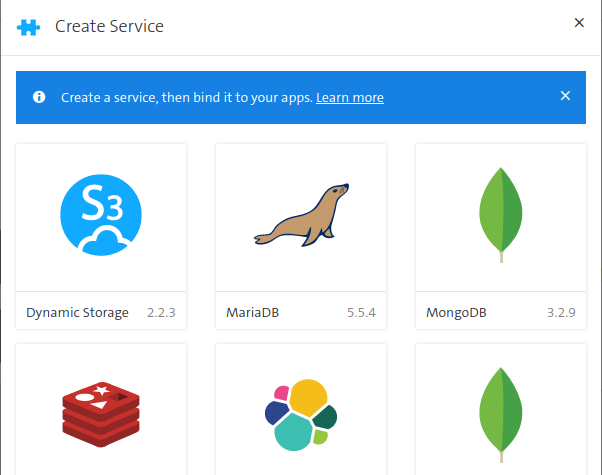 Create Service
Create a service, then bind it to your apps. Learn more
S3
Dynamic Storage 2.2.3
MariaDB 5.5.4
MongoDB 3.2.9